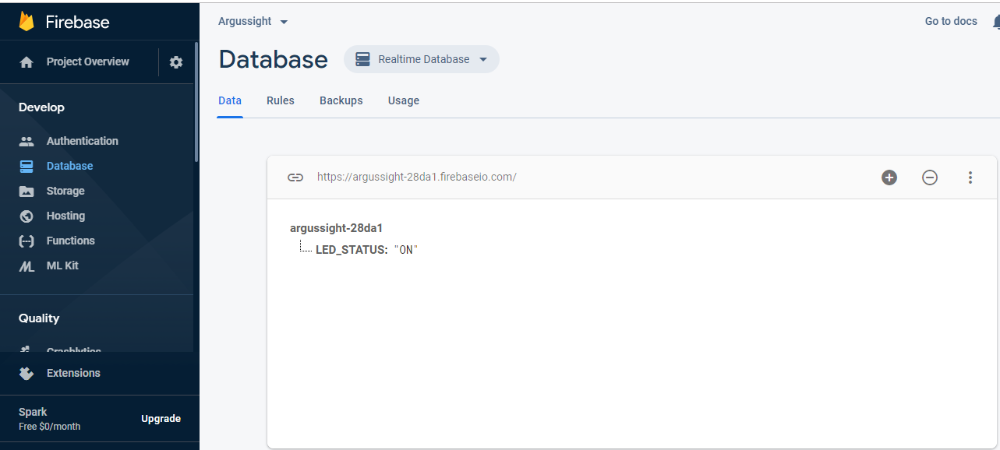 Firebase
Project Overview
Develop
Authentication
Database
Storage
Hosting
Functions
ML Kit
Quality
Crashlytics
Extensions
Spark
Free $0/month
Upgrade
Argussight
Go to docs
Database
Realtime Database
Data
Rules
Backups
Usage
https://argussight-28da1.firebaseio.com/
argussight-28da1
LED_STATUS: "ON"